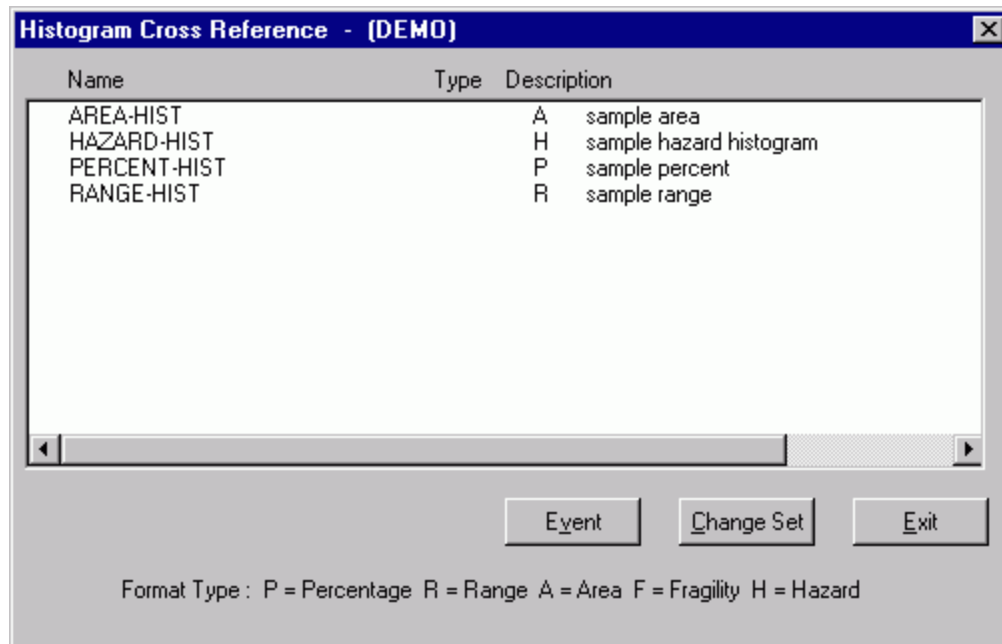 Histogram Cross Reference - (DEMO)
Name Type Description
AREA-HIST A sample area
HAZARD-HIST H sample hazard histogram
PERCENT-HIST P sample percent
RANGE-HIST R sample range
Event Change Set Exit
Format Type : P = Percentage R = Range A = Area F = Fragility H = Hazard